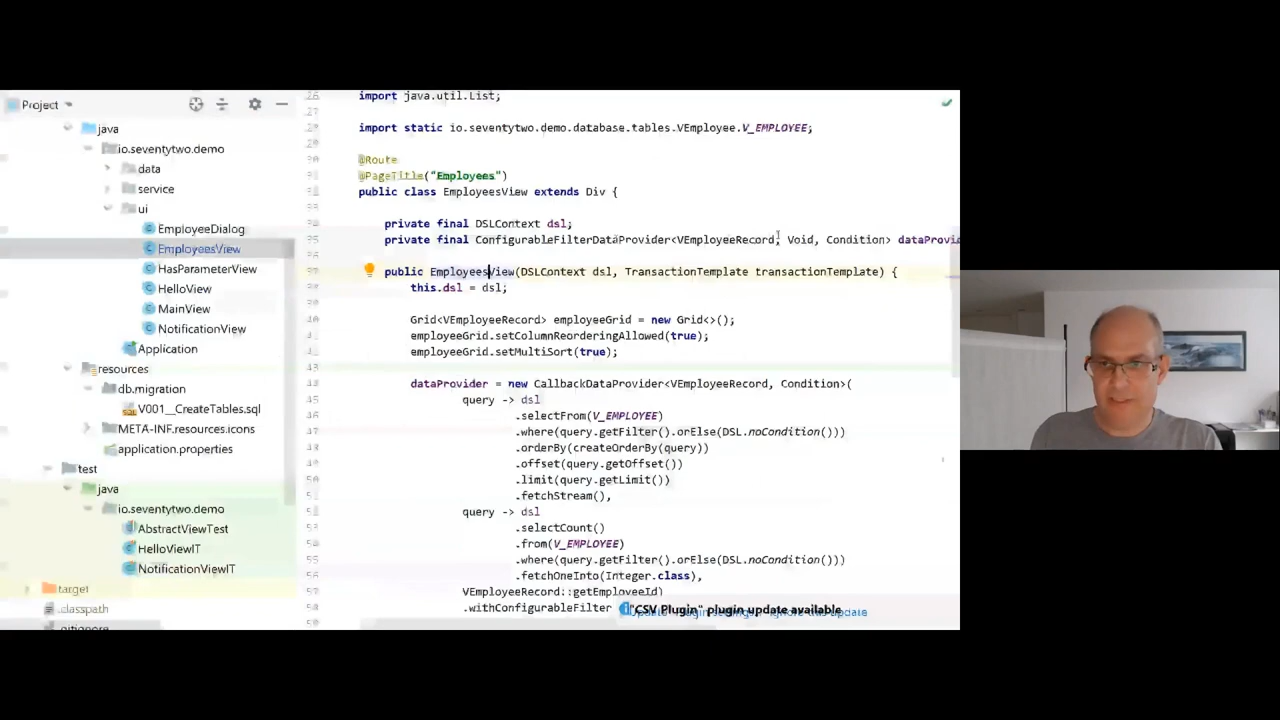 Project
java
io.seventytwo.demo
data
service
ui
EmployeeDialog
EmployeesView
HasParameterView
HelloView
MainView
NotificationView
Application
resources
db.migration
V001__CreateTables.sql
META-INF.resources.icons
application.properties
test
java
io.seventytwo.demo
AbstractViewTest
HelloViewIT
NotificationViewIT
target
.classpath
import java.util.List;
import static io.seventytwo.demo.database.tables.VEmployee.V_EMPLOYEE;
@Route
@PageTitle("Employees")
public class EmployeesView extends Div {
private final DSLContext dsl;
private final ConfigurableFilterDataProvider<VEmployeeRecord, Void, Condition> dataProvi
public EmployeesView(DSLContext dsl, TransactionTemplate transactionTemplate) {
this.dsl = dsl;
Grid<VEmployeeRecord> employeeGrid = new Grid<>();
employeeGrid.setColumnReorderingAllowed(true);
employeeGrid.setMultiSort(true);
dataProvider = new CallbackDataProvider<VEmployeeRecord, Condition>(
query -> dsl
.selectFrom(V_EMPLOYEE)
.where(query.getFilter().orElse(DSL.noCondition()))
.orderBy(createOrderBy(query))
.offset(query.getOffset())
.limit(query.getLimit())
.fetchStream(),
query -> dsl
.selectCount()
.from(V_EMPLOYEE)
.where(query.getFilter().orElse(DSL.noCondition()))
.fetchOneInto(Integer.class),
VEmployeeRecord::getEmployeeId)
.withConfigurableFilter
"CSV Plugin" plugin update available